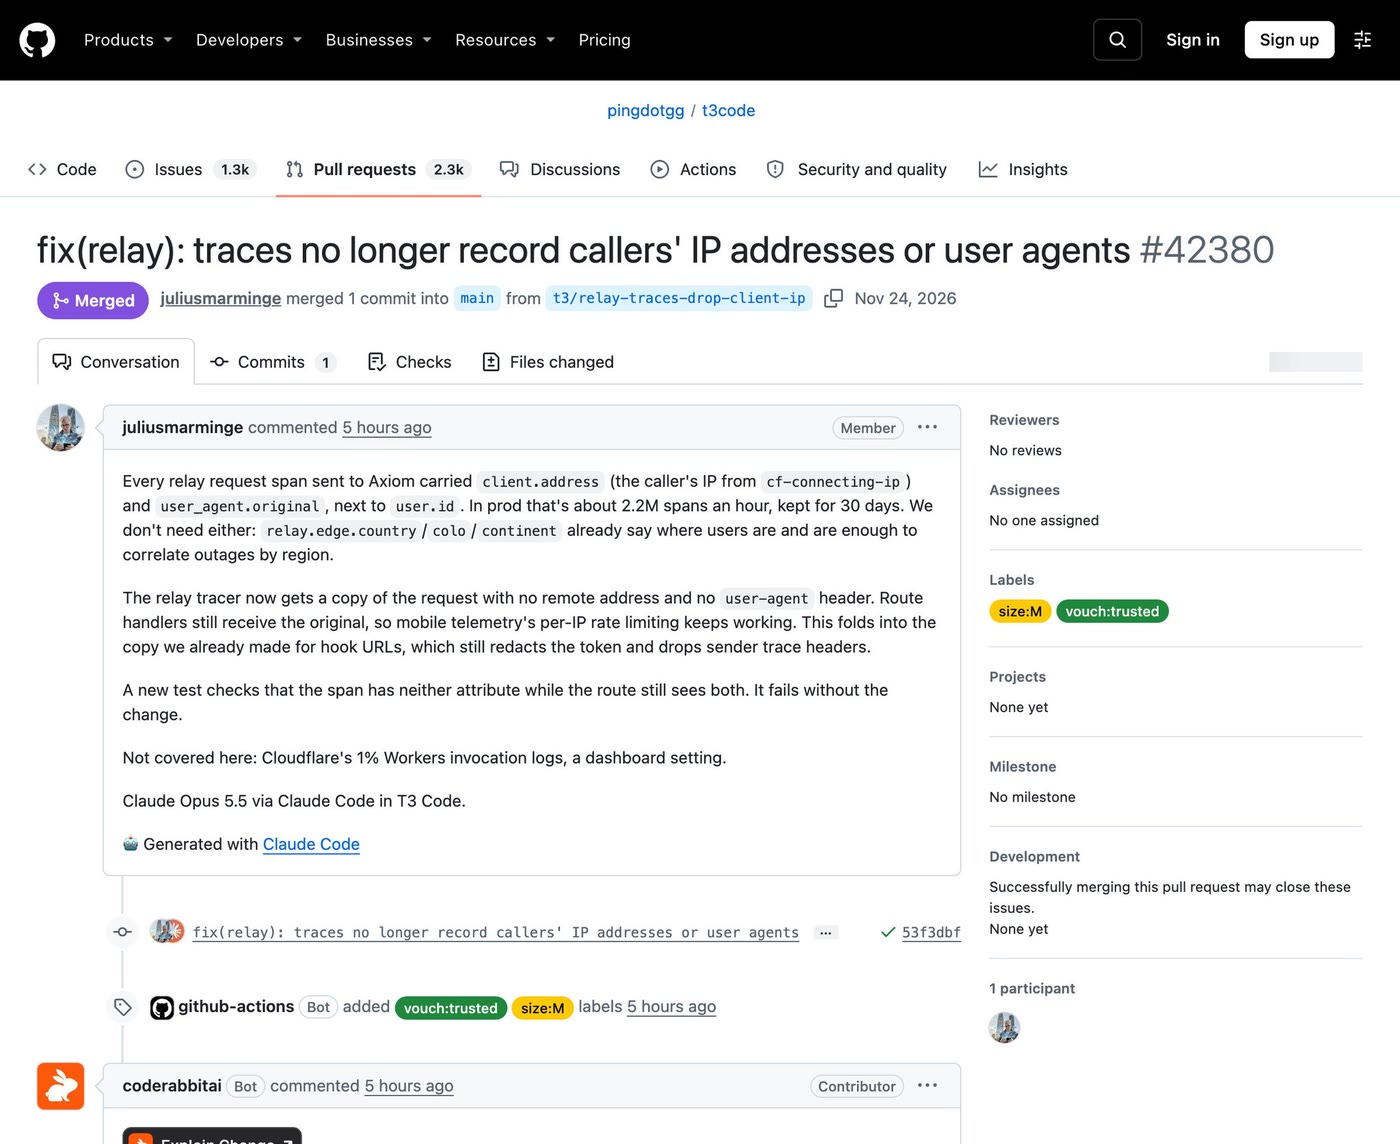 Products Developers Businesses Resources Pricing Sign in Sign up
pingdotgg / t3code
Code Issues 1.3k Pull requests 2.3k Discussions Actions Security and quality Insights
fix(relay): traces no longer record callers' IP addresses or user agents #42380
Merged juliusmarminge merged 1 commit into main from t3/relay-traces-drop-client-ip Nov 24, 2026
Conversation Commits 1 Checks Files changed
juliusmarminge commented 5 hours ago Member
Every relay request span sent to Axiom carried client.address (the caller's IP from cf-connecting-ip)
and user_agent.original, next to user.id. In prod that's about 2.2M spans an hour, kept for 30 days. We
don't need either: relay.edge.country / colo / continent already say where users are and are enough to
correlate outages by region.
The relay tracer now gets a copy of the request with no remote address and no user-agent header. Route
handlers still receive the original, so mobile telemetry's per-IP rate limiting keeps working. This folds into the
copy we already made for hook URLs, which still redacts the token and drops sender trace headers.
A new test checks that the span has neither attribute while the route still sees both. It fails without the
change.
Not covered here: Cloudflare's 1% Workers invocation logs, a dashboard setting.
Claude Opus 5.5 via Claude Code in T3 Code.
🤖 Generated with Claude Code
fix(relay): traces no longer record callers' IP addresses or user agents ... 53f3dbf
github-actions Bot added vouch:trusted size:M labels 5 hours ago
coderabbitai Bot commented 5 hours ago Contributor
Explain Change ↗
Reviewers
No reviews
Assignees
No one assigned
Labels
size:M vouch:trusted
Projects
None yet
Milestone
No milestone
Development
Successfully merging this pull request may close these
issues.
None yet
1 participant